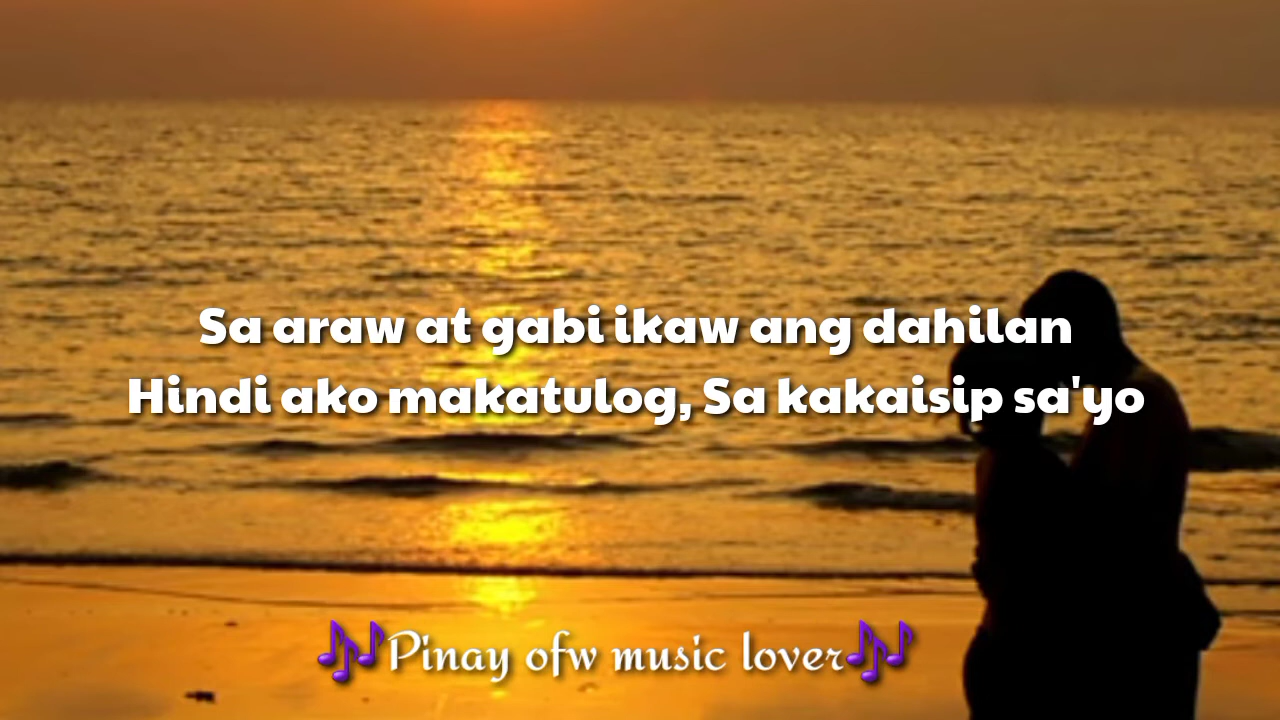 Sa araw at gabi ikaw ang dahilan
Hindi ako makatulog, Sa kakaisip sa'yo
🎶Pinay ofw music lover🎶